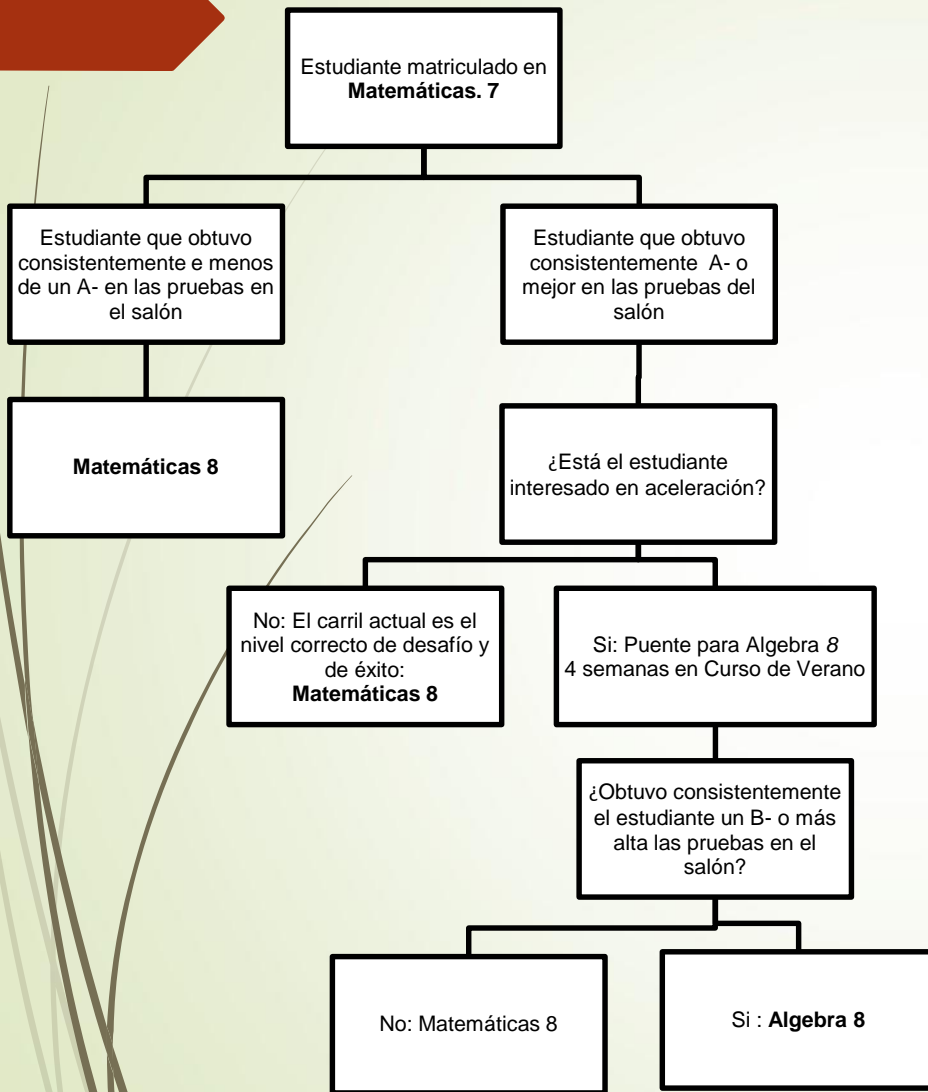 Estudiante matriculado en
Matemáticas. 7
Estudiante que obtuvo
consistentemente e menos
de un A- en las pruebas en
el salón
Estudiante que obtuvo
consistentemente A- o
mejor en las pruebas del
salón
Matemáticas 8
¿Está el estudiante
interesado en aceleración?
No: El carril actual es el
nivel correcto de desafío y
de éxito:
Matemáticas 8
Si: Puente para Algebra 8
4 semanas en Curso de Verano
¿Obtuvo consistentemente
el estudiante un B- o más
alta las pruebas en el
salón?
No: Matemáticas 8
Si : Algebra 8